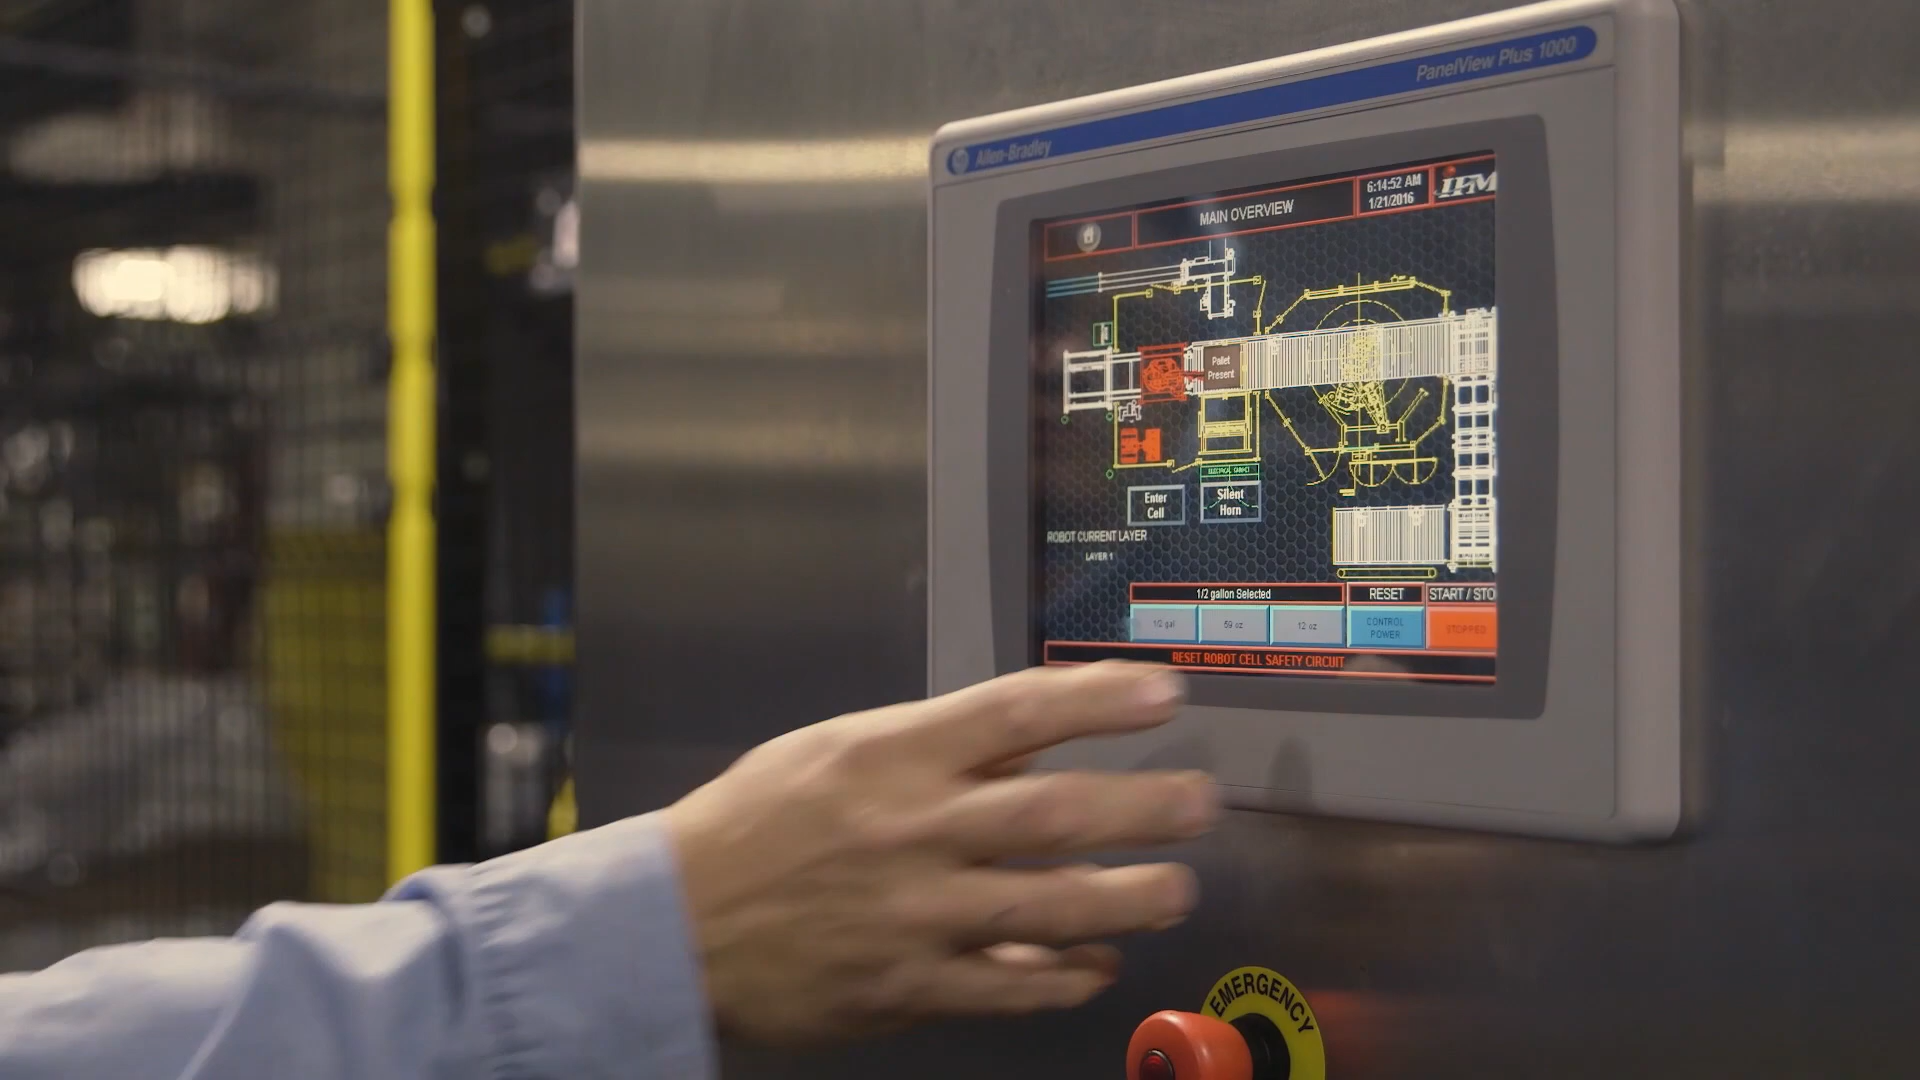 PanelView Plus 1000
Allen-Bradley
MAIN OVERVIEW
6:14:52 AM
1/21/2016
Pallet
Present
Enter
Cell
Silent
Horn
ROBOT CURRENT LAYER
LAYER 1
1/2 gallon Selected
RESET
START / STO
1/2 gal
59 oz
12 oz
CONTROL
POWER
STOPPED
RESET ROBOT CELL SAFETY CIRCUIT
EMERGENCY